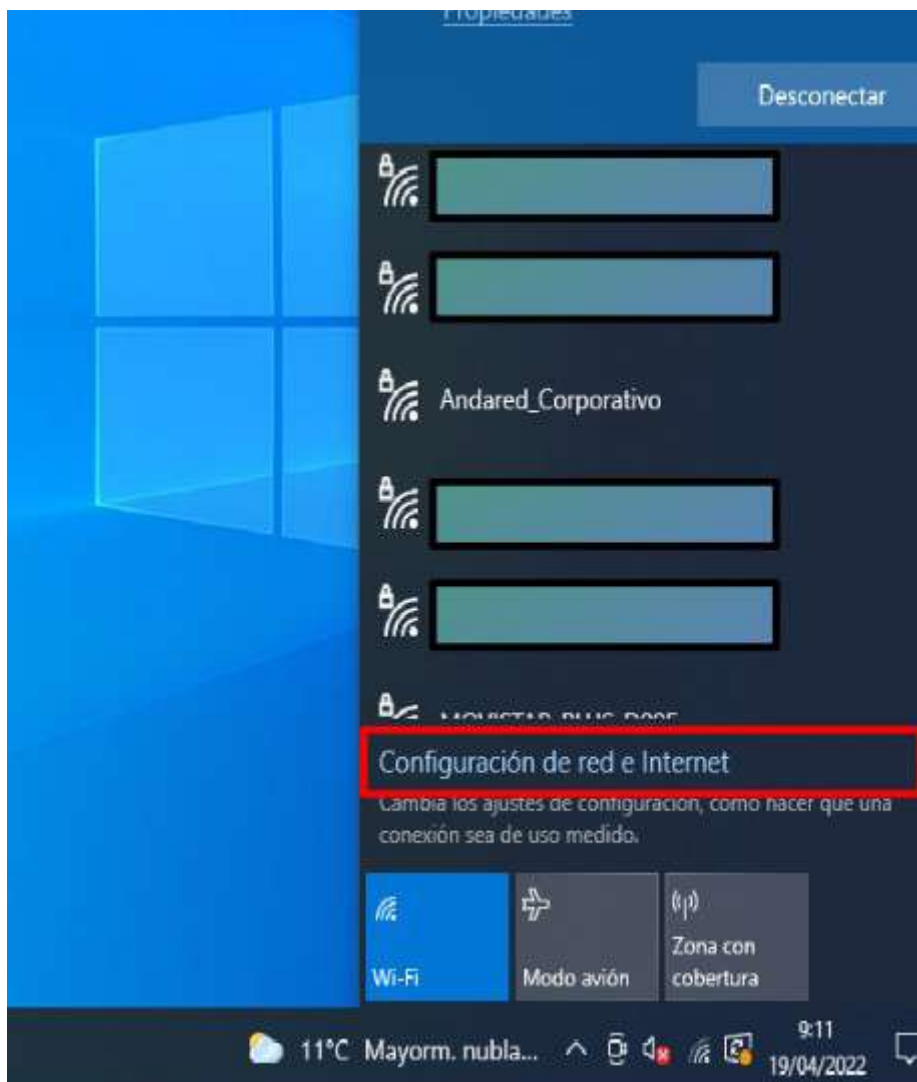 Propiedades
Desconectar
Andared_Corporativo
Configuración de red e Internet
Cambia los ajustes de configuración, como hacer que una
conexión sea de uso medido.
Wi-Fi
Modo avión
Zona con
cobertura
11°C Mayorm. nubla...
9:11
19/04/2022